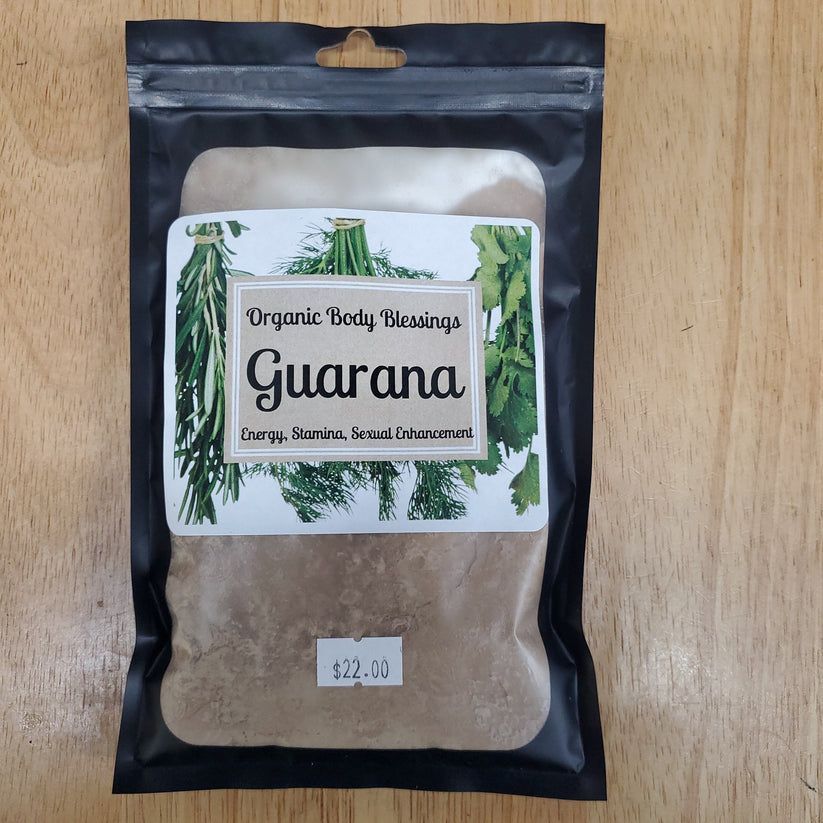 Organic Body Blessings
Guarana
Energy, Stamina, Sexual Enhancement
$22.00